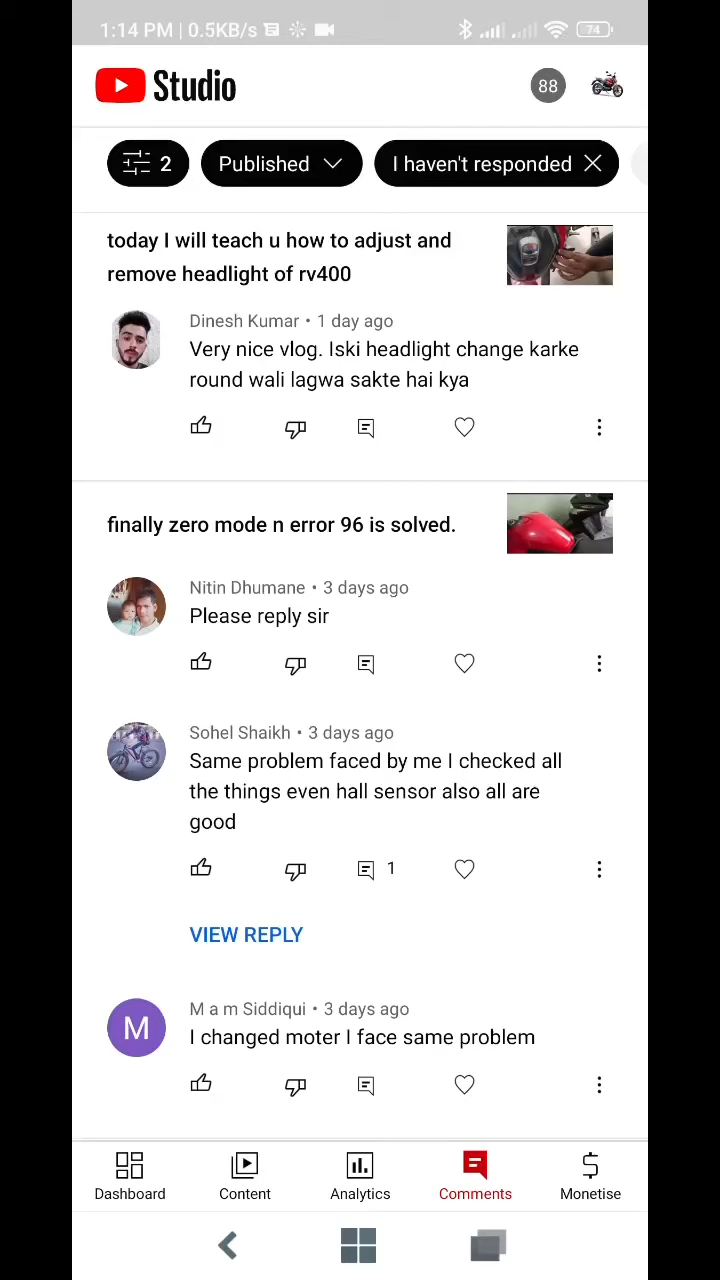 1:14 PM | 0.5KB/s
74
Studio
88
2
Published
I haven't responded
today I will teach u how to adjust and
remove headlight of rv400
Dinesh Kumar • 1 day ago
Very nice vlog. Iski headlight change karke
round wali lagwa sakte hai kya
finally zero mode n error 96 is solved.
Nitin Dhumane • 3 days ago
Please reply sir
Sohel Shaikh • 3 days ago
Same problem faced by me I checked all
the things even hall sensor also all are
good
1
VIEW REPLY
M
M a m Siddiqui • 3 days ago
I changed moter I face same problem
Dashboard
Content
Analytics
Comments
Monetise